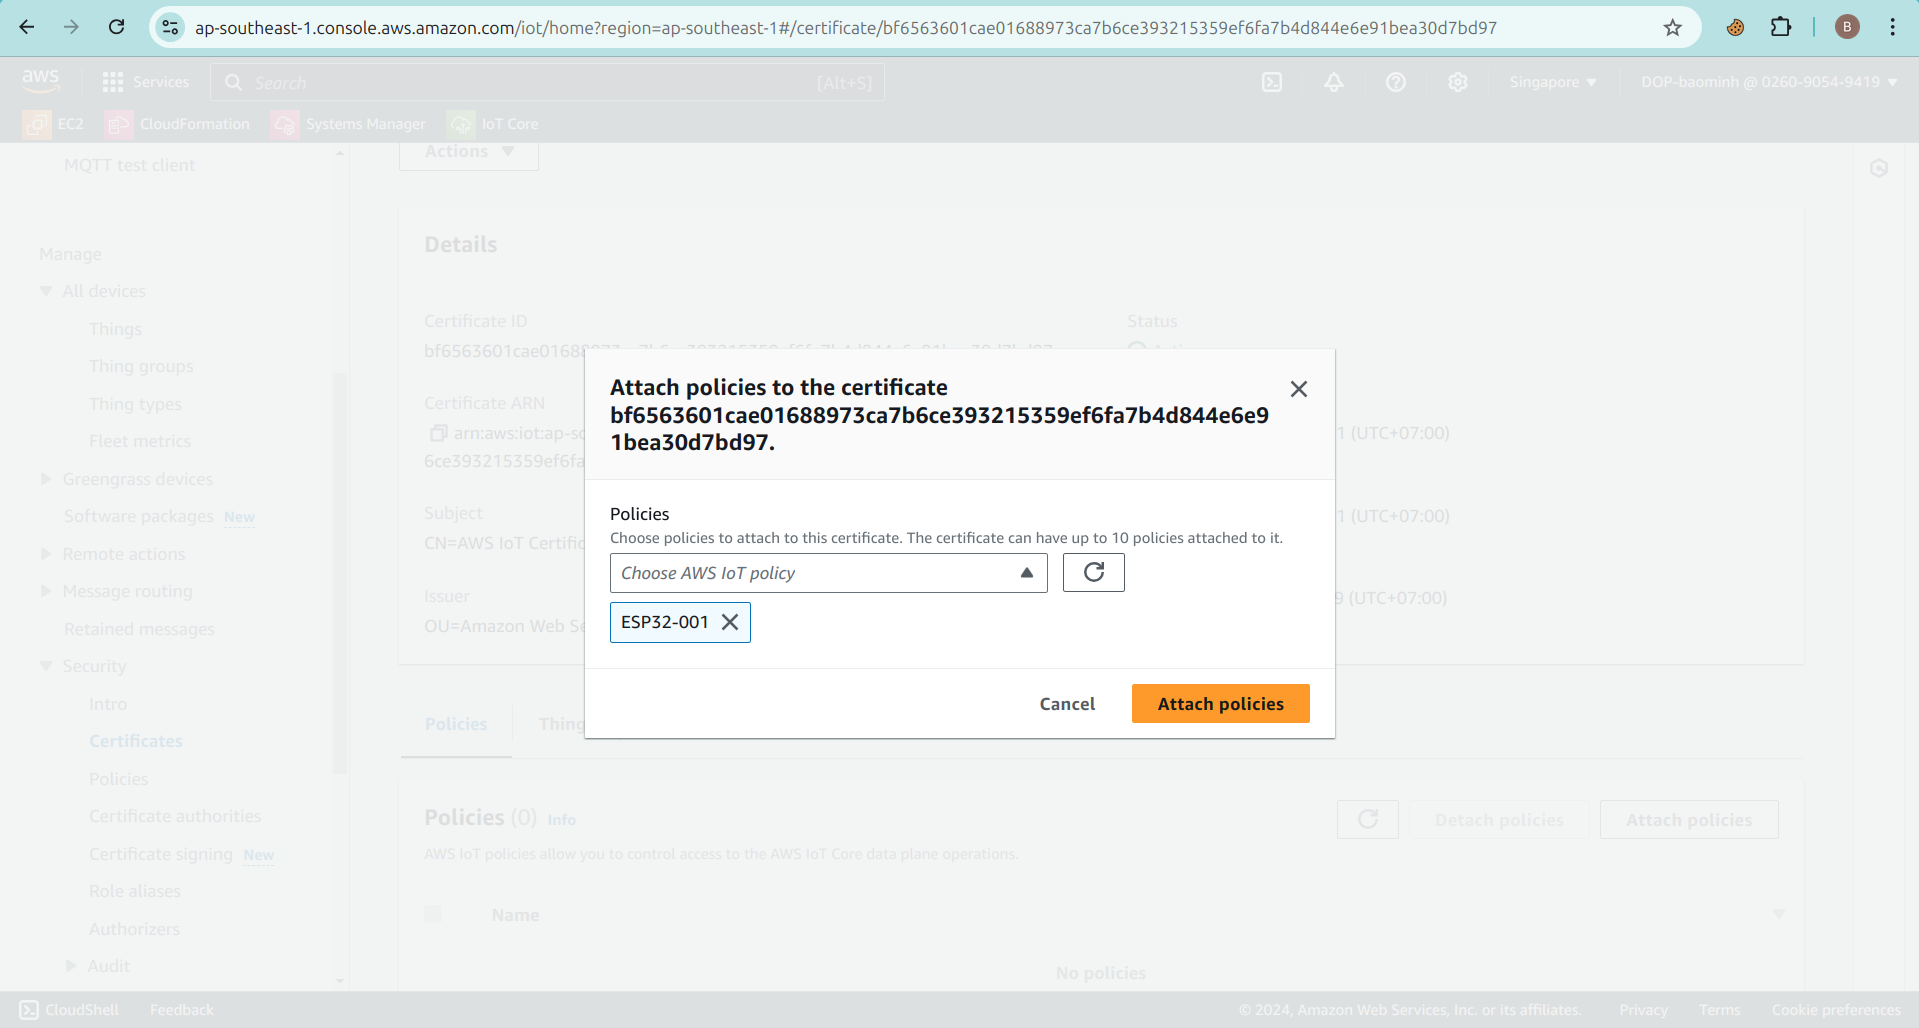 ap-southeast-1.console.aws.amazon.com/iot/home?region=ap-southeast-1#/certificate/bf6563601cae01688973ca7b6ce393215359ef6fa7b4d844e6e91bea30d7bd97
B
aws
Services
Search
[Alt+S]
Singapore
DOP-baominh @ 0260-9054-9419
EC2
CloudFormation
Systems Manager
IoT Core
MQTT test client
Manage
All devices
Things
Thing groups
Thing types
Fleet metrics
Greengrass devices
Software packages New
Remote actions
Message routing
Retained messages
Security
Intro
Certificates
Policies
Certificate authorities
Certificate signing New
Role aliases
Authorizers
Audit
Actions
Details
Certificate ID
Status
Certificate ARN
arn:aws:iot:ap-so
6ce393215359ef6fa
1 (UTC+07:00)
Subject
CN=AWS IoT Certific
1 (UTC+07:00)
Issuer
OU=Amazon Web Se
9 (UTC+07:00)
Attach policies to the certificate
bf6563601cae01688973ca7b6ce393215359ef6fa7b4d844e6e9
1bea30d7bd97.
Policies
Choose policies to attach to this certificate. The certificate can have up to 10 policies attached to it.
Choose AWS IoT policy
ESP32-001
Cancel
Attach policies
Policies
Thing
Policies (0) Info
Detach policies
Attach policies
AWS IoT policies allow you to control access to the AWS IoT Core data plane operations.
Name
No policies
CloudShell
Feedback
© 2024, Amazon Web Services, Inc. or its affiliates.
Privacy
Terms
Cookie preferences